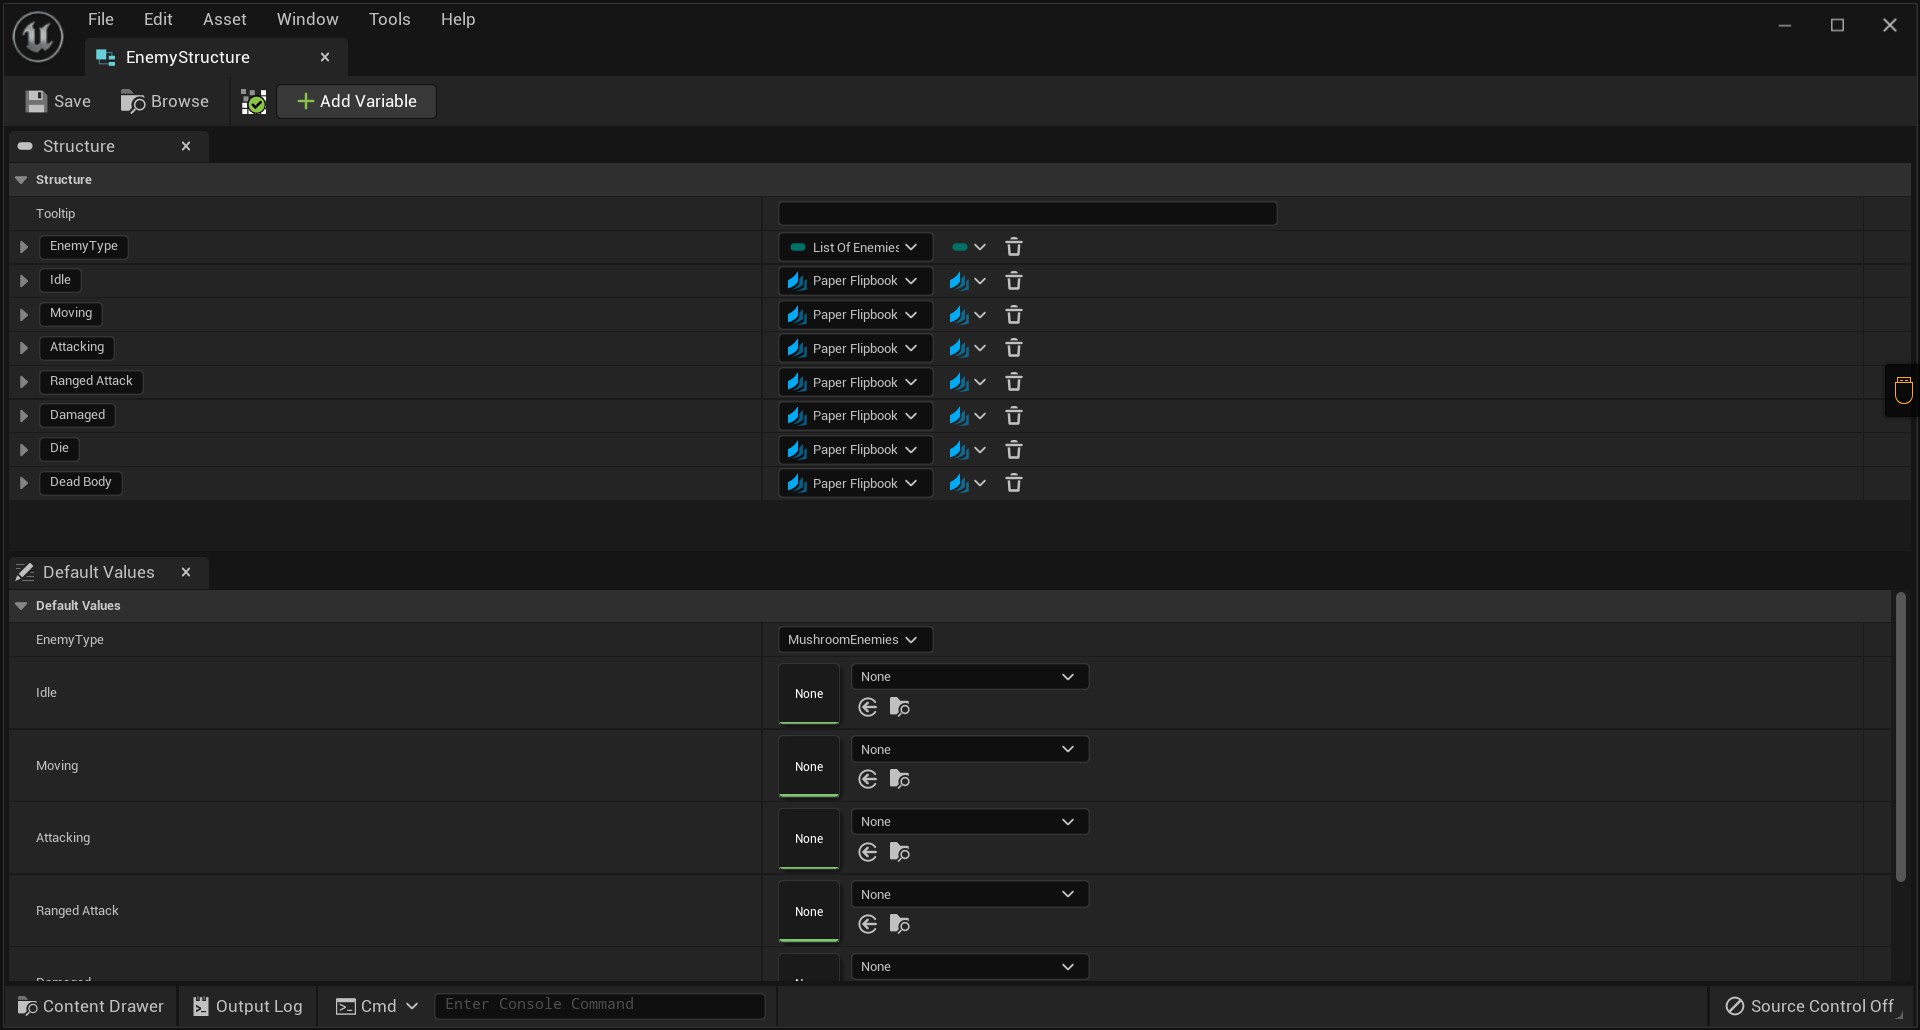 File Edit Asset Window Tools Help
EnemyStructure
Save Browse Add Variable
Structure
Structure
Tooltip
EnemyType List Of Enemies
Idle Paper Flipbook
Moving Paper Flipbook
Attacking Paper Flipbook
Ranged Attack Paper Flipbook
Damaged Paper Flipbook
Die Paper Flipbook
Dead Body Paper Flipbook
Default Values
Default Values
EnemyType MushroomEnemies
None
Idle None
None
Moving None
None
Attacking None
None
Ranged Attack None
None
Damaged
Content Drawer Output Log Cmd Enter Console Command Source Control Off